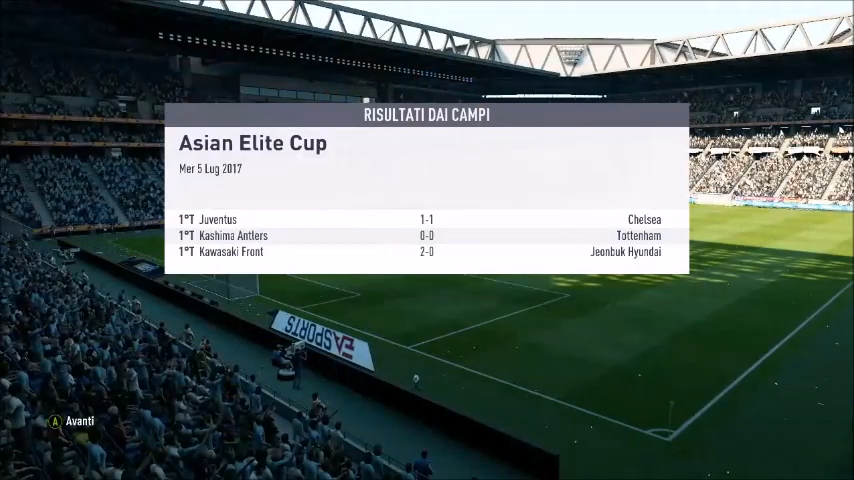 RISULTATI DAI CAMPI
Asian Elite Cup
Mer 5 Lug 2017
1°T Juventus 1-1 Chelsea
1°T Kashima Antlers 0-0 Tottenham
1°T Kawasaki Front 2-0 Jeonbuk Hyundai
EA SPORTS
A Avanti